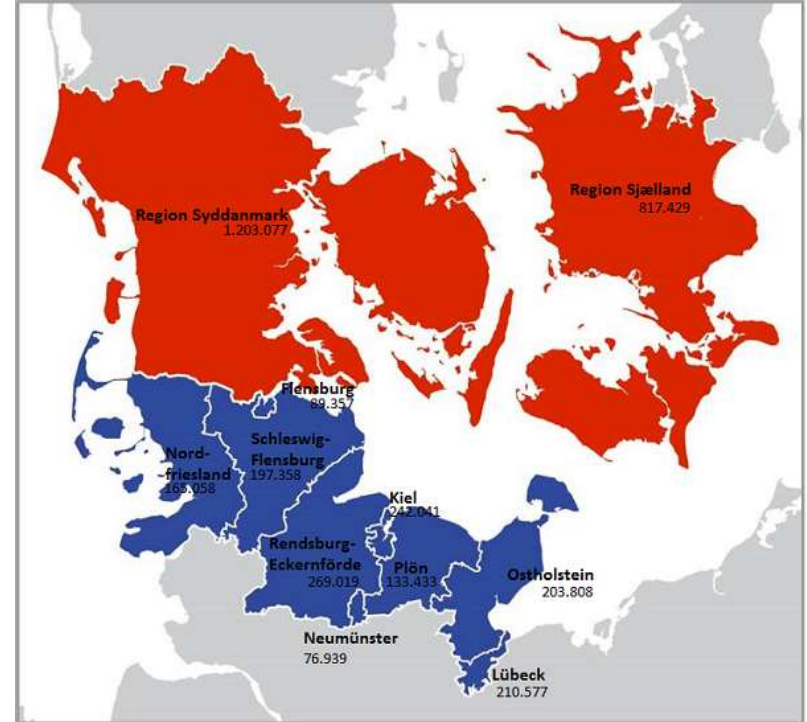 Region Sjælland
817.429
Region Syddanmark
1.203.077
Flensburg
89.357
Schleswig-
Flensburg
197.358
Nord-
-friesland
165.058
Kiel
242.041
Rendsburg-
Eckernförde
269.019
Plön
133.433
Ostholstein
203.808
Neumünster
76.939
Lübeck
210.577